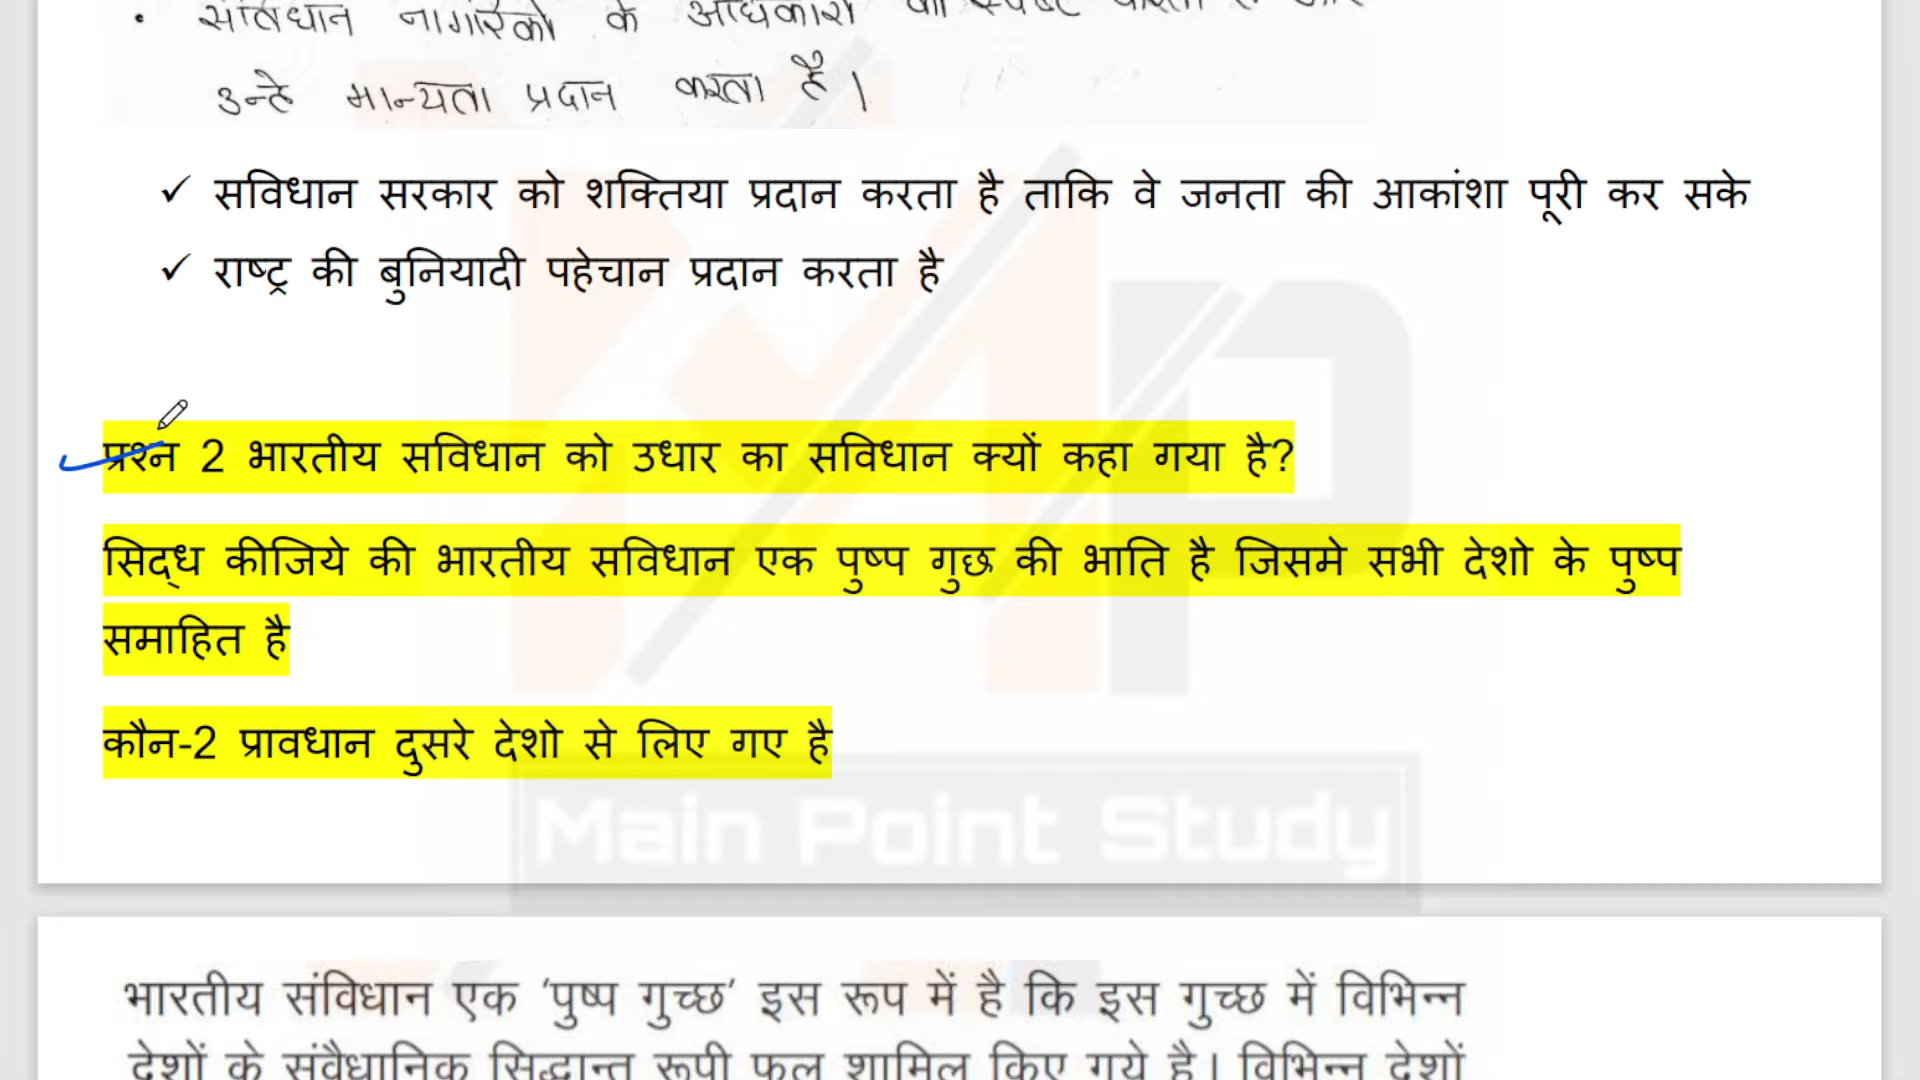 • संविधान नागरिको के अधिकारो
उन्हे मान्यता प्रदान करता है।
✓ सविधान सरकार को शक्तिया प्रदान करता है ताकि वे जनता की आकांशा पूरी कर सके
✓ राष्ट्र की बुनियादी पहेचान प्रदान करता है
प्रश्न 2 भारतीय सविधान को उधार का सविधान क्यों कहा गया है?
सिद्ध कीजिये की भारतीय सविधान एक पुष्प गुछ की भाति है जिसमे सभी देशो के पुष्प
समाहित है
कौन-2 प्रावधान दुसरे देशो से लिए गए है
Main Point Study
भारतीय संविधान एक 'पुष्प गुच्छ' इस रूप में है कि इस गुच्छ में विभिन्न
देशों के संवैधानिक सिद्धान्त रूपी फूल शामिल किए गये है। विभिन्न देशों